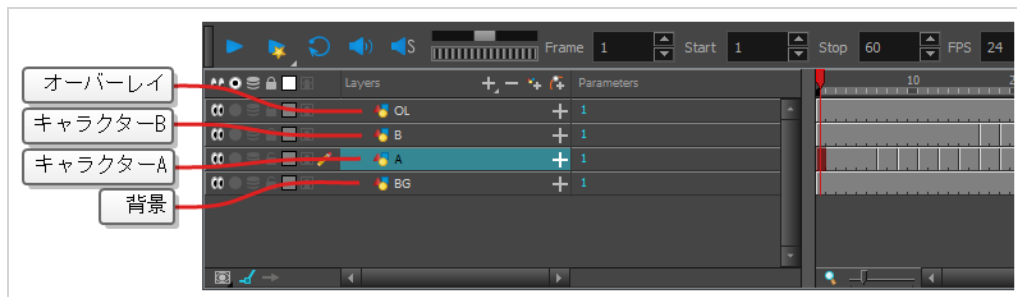 S Frame 1 Start 1 Stop 60 FPS 24
Layers Parameters 10 2
オーバーレイ OL 1
キャラクターB B 1
キャラクターA A 1
背景 BG 1